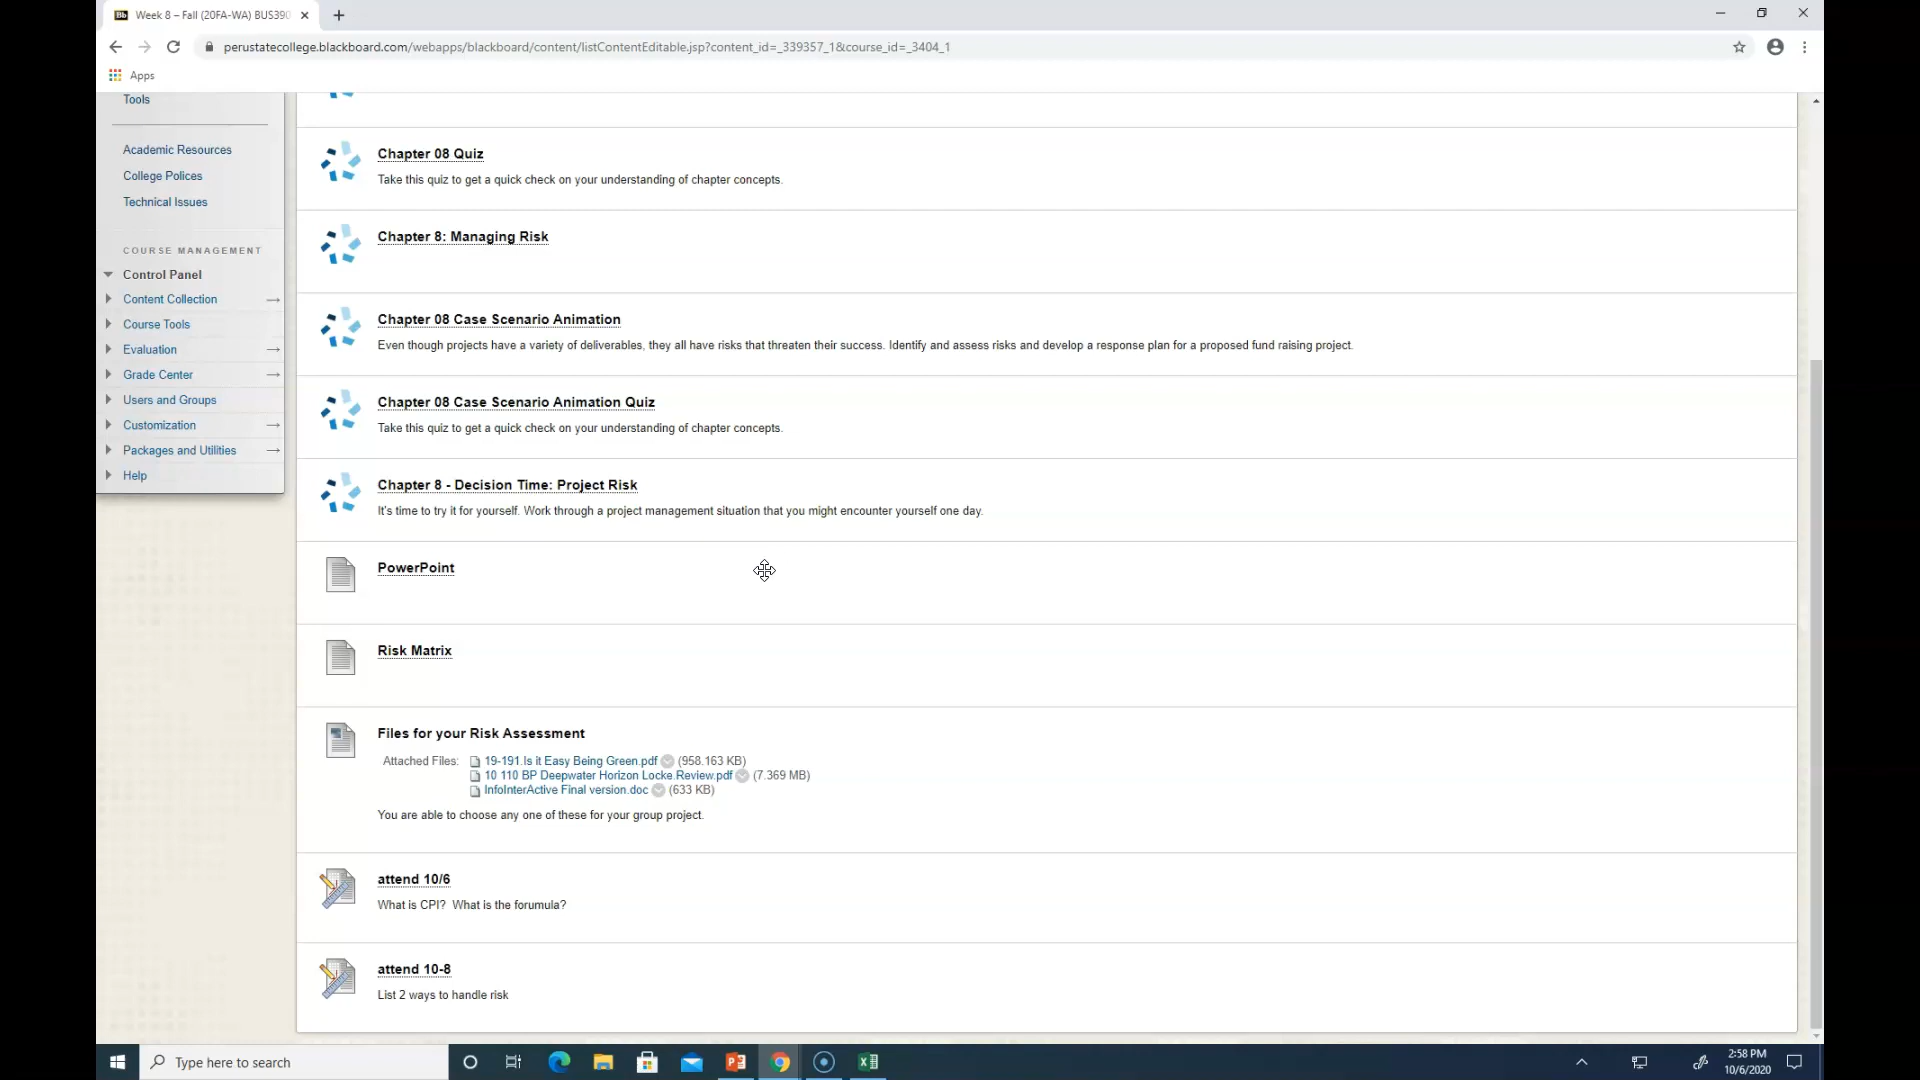 Bb Week 8 – Fall (20FA-WA) BUS390
perustatecollege.blackboard.com/webapps/blackboard/content/listContentEditable.jsp?content_id=_339357_1&course_id=_3404_1
Apps
Tools
Academic Resources
College Polices
Technical Issues
COURSE MANAGEMENT
Control Panel
Content Collection
Course Tools
Evaluation
Grade Center
Users and Groups
Customization
Packages and Utilities
Help
Chapter 08 Quiz
Take this quiz to get a quick check on your understanding of chapter concepts.
Chapter 8: Managing Risk
Chapter 08 Case Scenario Animation
Even though projects have a variety of deliverables, they all have risks that threaten their success. Identify and assess risks and develop a response plan for a proposed fund raising project.
Chapter 08 Case Scenario Animation Quiz
Take this quiz to get a quick check on your understanding of chapter concepts.
Chapter 8 - Decision Time: Project Risk
It's time to try it for yourself. Work through a project management situation that you might encounter yourself one day.
PowerPoint
Risk Matrix
Files for your Risk Assessment
Attached Files: 19-191.Is it Easy Being Green.pdf (958.163 KB)
10 110 BP Deepwater Horizon Locke.Review.pdf (7.369 MB)
InfoInterActive Final version.doc (633 KB)
You are able to choose any one of these for your group project.
attend 10/6
What is CPI? What is the forumula?
attend 10-8
List 2 ways to handle risk
Type here to search
2:58 PM
10/6/2020